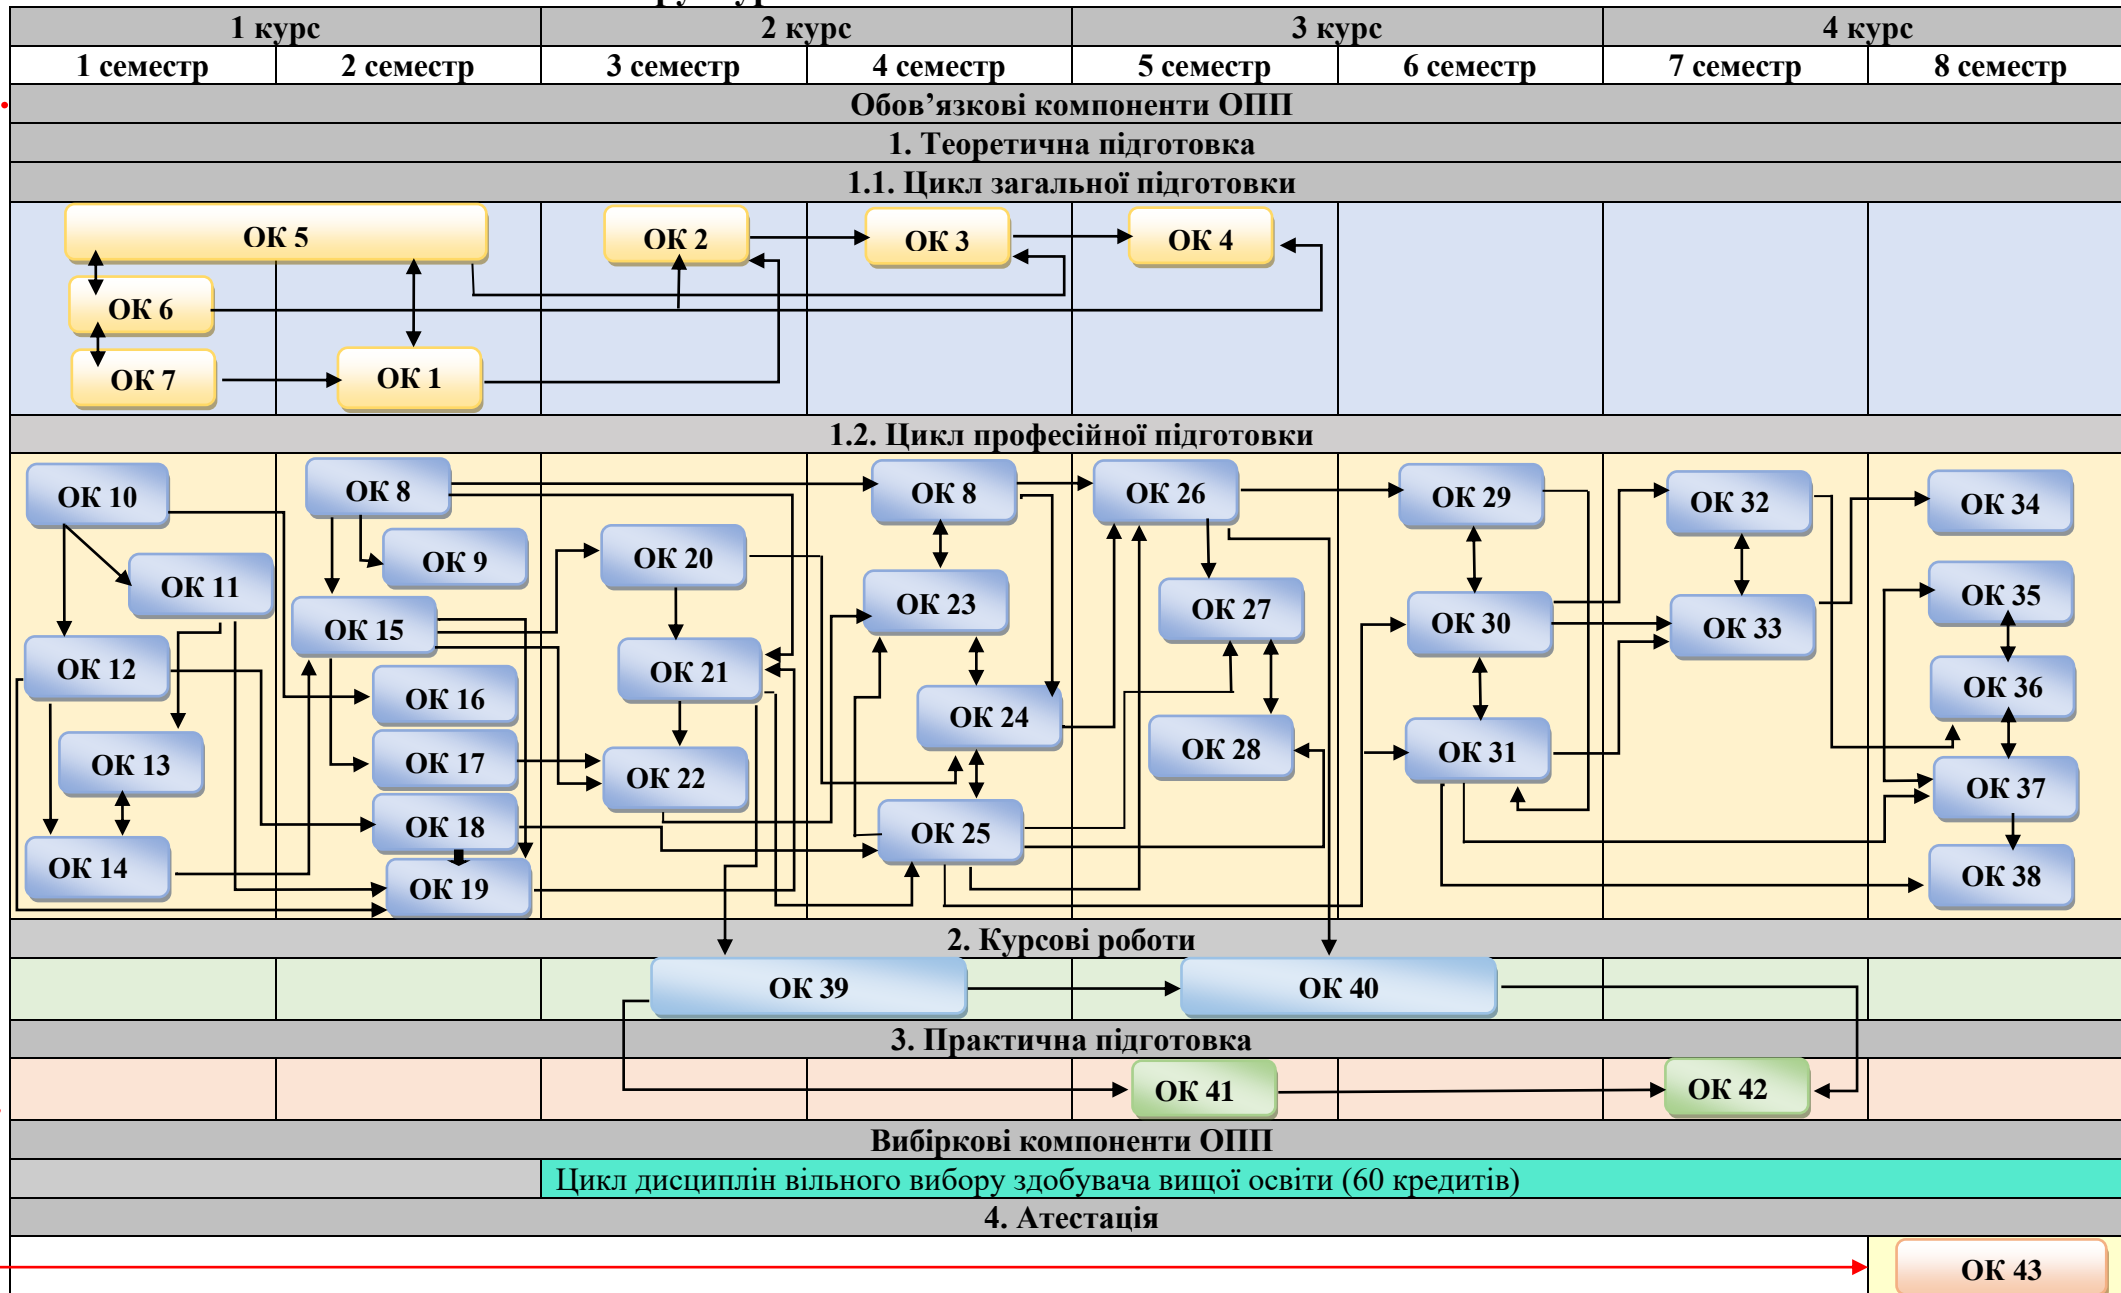 1 курс 2 курс 3 курс 4 курс
1 семестр 2 семестр 3 семестр 4 семестр 5 семестр 6 семестр 7 семестр 8 семестр
Обов’язкові компоненти ОПП
1. Теоретична підготовка
1.1. Цикл загальної підготовки
ОК 5 ОК 2 ОК 3 ОК 4
ОК 6
ОК 7 ОК 1
1.2. Цикл професійної підготовки
ОК 10 ОК 8 ОК 8 ОК 26 ОК 29 ОК 32 ОК 34
ОК 11 ОК 9 ОК 20 ОК 23 ОК 27 ОК 30 ОК 33 ОК 35
ОК 12 ОК 15 ОК 21 ОК 36
ОК 16 ОК 24 ОК 28 ОК 31
ОК 13 ОК 17 ОК 22 ОК 37
ОК 14 ОК 18 ОК 25 ОК 38
ОК 19
2. Курсові роботи
ОК 39 ОК 40
3. Практична підготовка
ОК 41 ОК 42
Вибіркові компоненти ОПП
Цикл дисциплін вільного вибору здобувача вищої освіти (60 кредитів)
4. Атестація
ОК 43